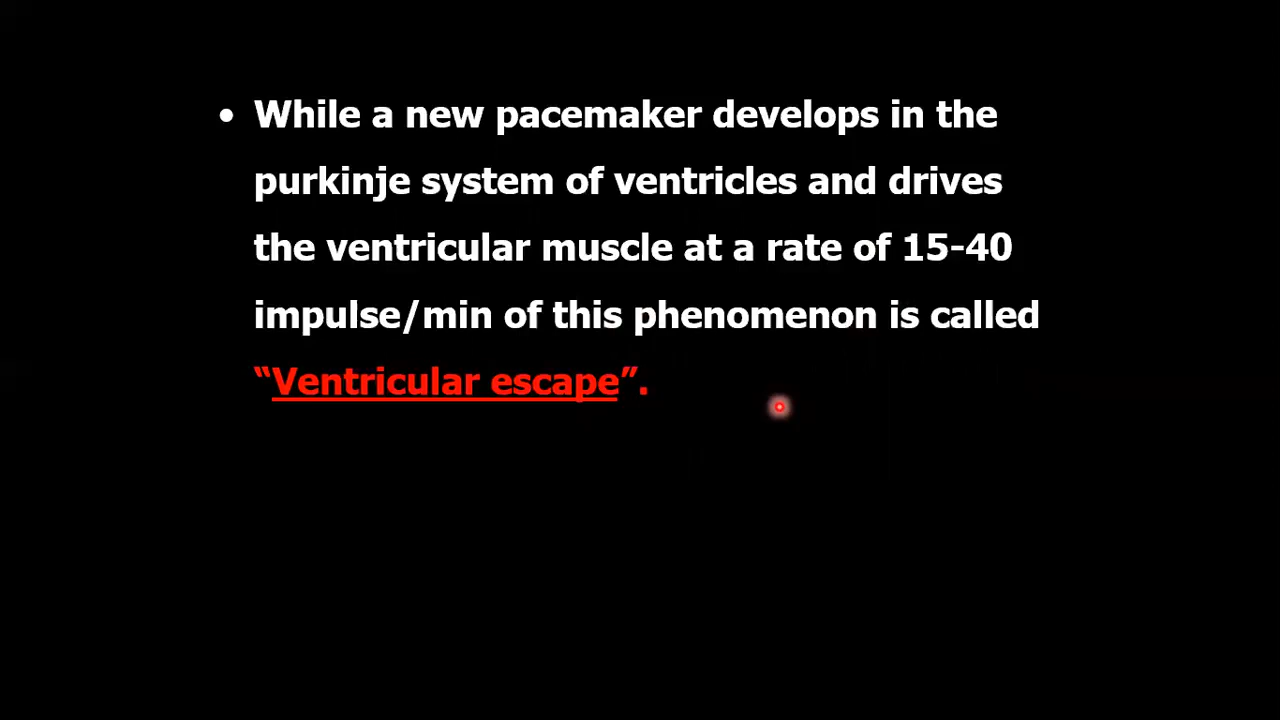 • While a new pacemaker develops in the
purkinje system of ventricles and drives
the ventricular muscle at a rate of 15-40
impulse/min of this phenomenon is called
“Ventricular escape”.